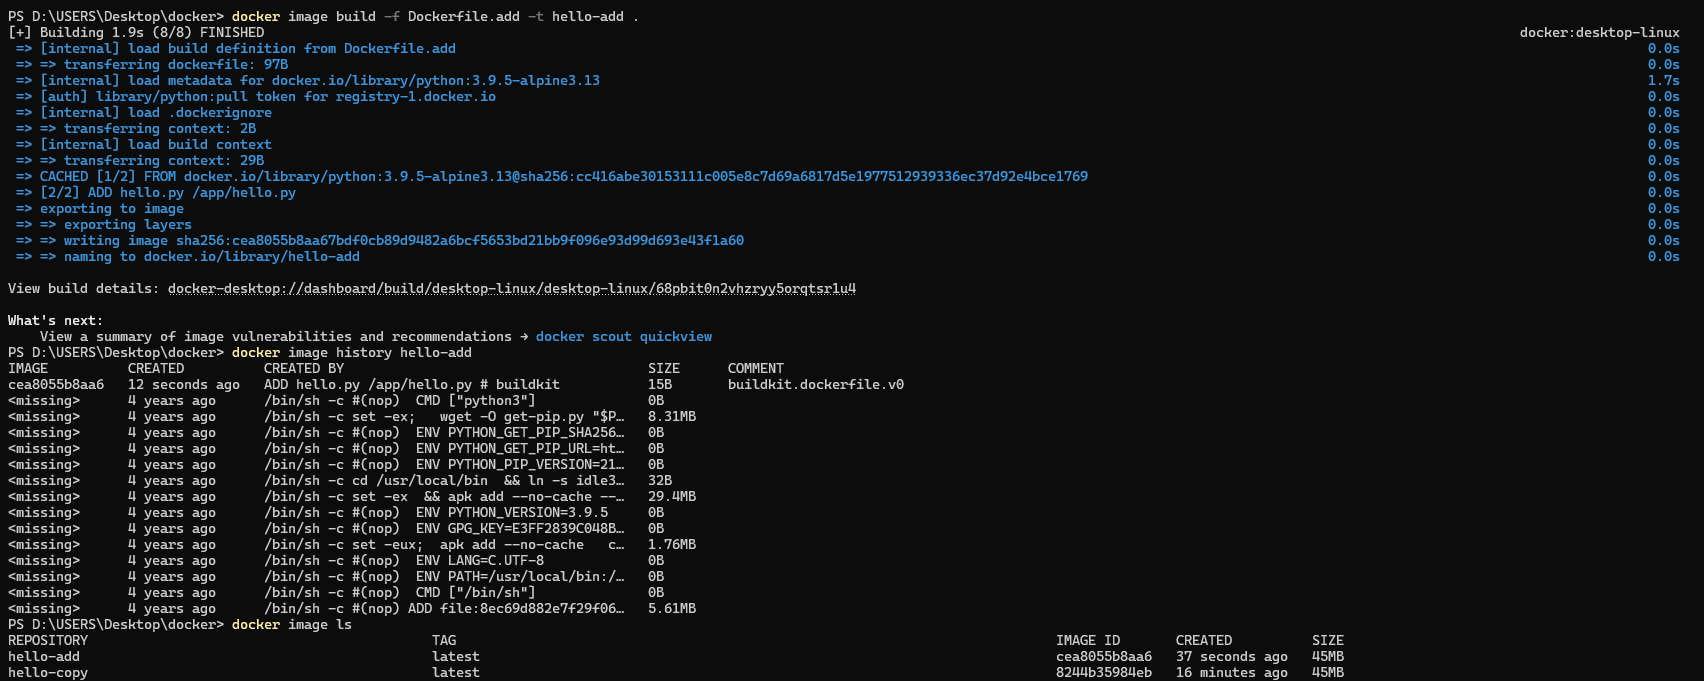 PS D:\USERS\Desktop\docker> docker image build -f Dockerfile.add -t hello-add .
[+] Building 1.9s (8/8) FINISHED docker:desktop-linux
=> [internal] load build definition from Dockerfile.add 0.0s
=> => transferring dockerfile: 97B 0.0s
=> [internal] load metadata for docker.io/library/python:3.9.5-alpine3.13 1.7s
=> [auth] library/python:pull token for registry-1.docker.io 0.0s
=> [internal] load .dockerignore 0.0s
=> => transferring context: 2B 0.0s
=> [internal] load build context 0.0s
=> => transferring context: 29B 0.0s
=> CACHED [1/2] FROM docker.io/library/python:3.9.5-alpine3.13@sha256:cc416abe30153111c005e8c7d69a6817d5e1977512939336ec37d92e4bce1769 0.0s
=> [2/2] ADD hello.py /app/hello.py 0.0s
=> exporting to image 0.0s
=> => exporting layers 0.0s
=> => writing image sha256:cea8055b8aa67bdf0cb89d9482a6bcf5653bd21bb9f096e93d99d693e43f1a60 0.0s
=> => naming to docker.io/library/hello-add 0.0s
View build details: docker-desktop://dashboard/build/desktop-linux/desktop-linux/68pbit0n2vhzryy5orqtsr1u4
What's next:
View a summary of image vulnerabilities and recommendations → docker scout quickview
PS D:\USERS\Desktop\docker> docker image history hello-add
IMAGE CREATED CREATED BY SIZE COMMENT
cea8055b8aa6 12 seconds ago ADD hello.py /app/hello.py # buildkit 15B buildkit.dockerfile.v0
<missing> 4 years ago /bin/sh -c #(nop)  CMD ["python3"] 0B
<missing> 4 years ago /bin/sh -c set -ex;   wget -O get-pip.py "$P… 8.31MB
<missing> 4 years ago /bin/sh -c #(nop)  ENV PYTHON_GET_PIP_SHA256… 0B
<missing> 4 years ago /bin/sh -c #(nop)  ENV PYTHON_GET_PIP_URL=ht… 0B
<missing> 4 years ago /bin/sh -c #(nop)  ENV PYTHON_PIP_VERSION=21… 0B
<missing> 4 years ago /bin/sh -c cd /usr/local/bin  && ln -s idle3… 32B
<missing> 4 years ago /bin/sh -c set -ex  && apk add --no-cache --… 29.4MB
<missing> 4 years ago /bin/sh -c #(nop)  ENV PYTHON_VERSION=3.9.5 0B
<missing> 4 years ago /bin/sh -c #(nop)  ENV GPG_KEY=E3FF2839C048B… 0B
<missing> 4 years ago /bin/sh -c set -eux;  apk add --no-cache   c… 1.76MB
<missing> 4 years ago /bin/sh -c #(nop)  ENV LANG=C.UTF-8 0B
<missing> 4 years ago /bin/sh -c #(nop)  ENV PATH=/usr/local/bin:/… 0B
<missing> 4 years ago /bin/sh -c #(nop)  CMD ["/bin/sh"] 0B
<missing> 4 years ago /bin/sh -c #(nop) ADD file:8ec69d882e7f29f06… 5.61MB
PS D:\USERS\Desktop\docker> docker image ls
REPOSITORY TAG IMAGE ID CREATED SIZE
hello-add latest cea8055b8aa6 37 seconds ago 45MB
hello-copy latest 8244b35984eb 16 minutes ago 45MB